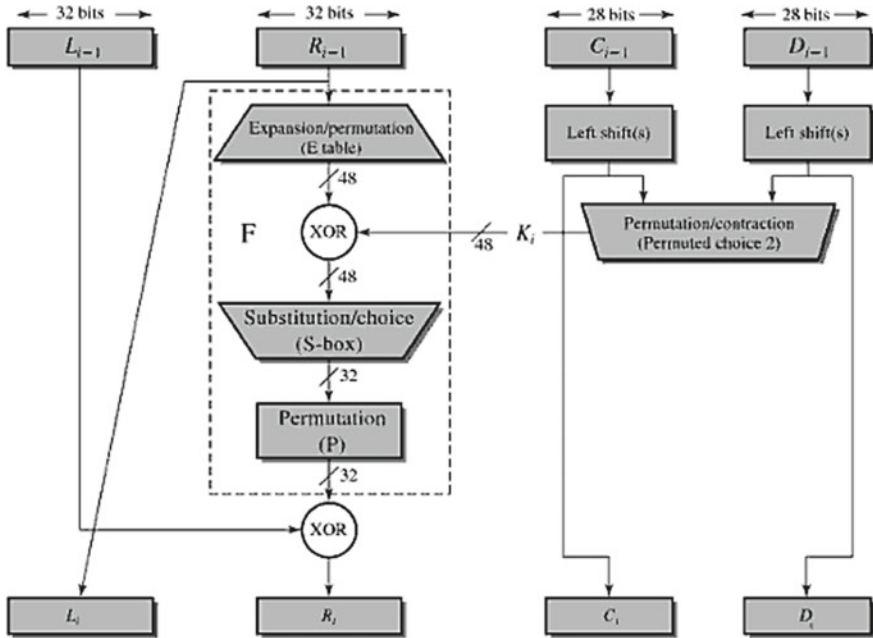 32 bits 32 bits 28 bits 28 bits
L_{i−1} R_{i−1} C_{i−1} D_{i−1}
Expansion/permutation
(E table)
Left shift(s) Left shift(s)
48
F XOR 48 K_i
Permutation/contraction
(Permuted choice 2)
48
Substitution/choice
(S-box)
32
Permutation
(P)
32
XOR
L_i R_i C_i D_i